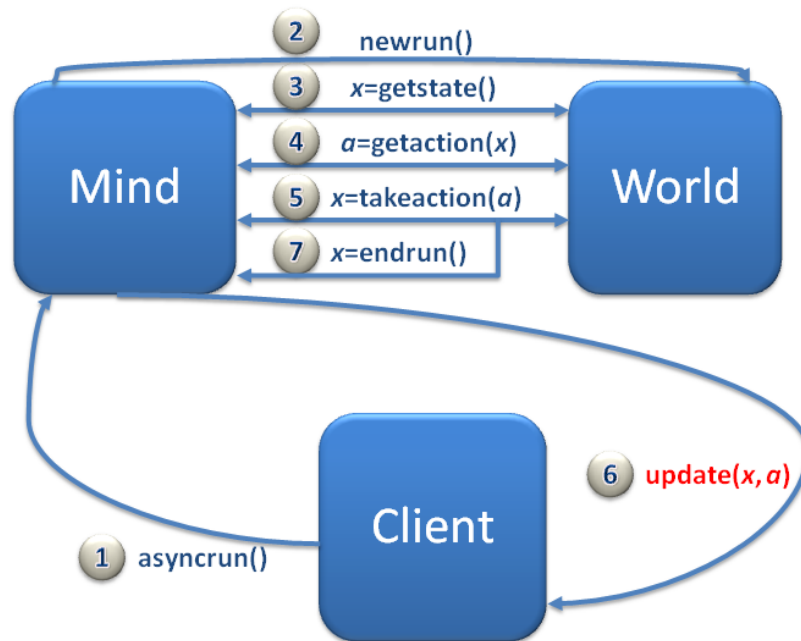 2 newrun()
3 x=getstate()
4 a=getaction(x)
5 x=takeaction(a)
7 x=endrun()
Mind
World
6 update(x,a)
Client
1 asyncrun()